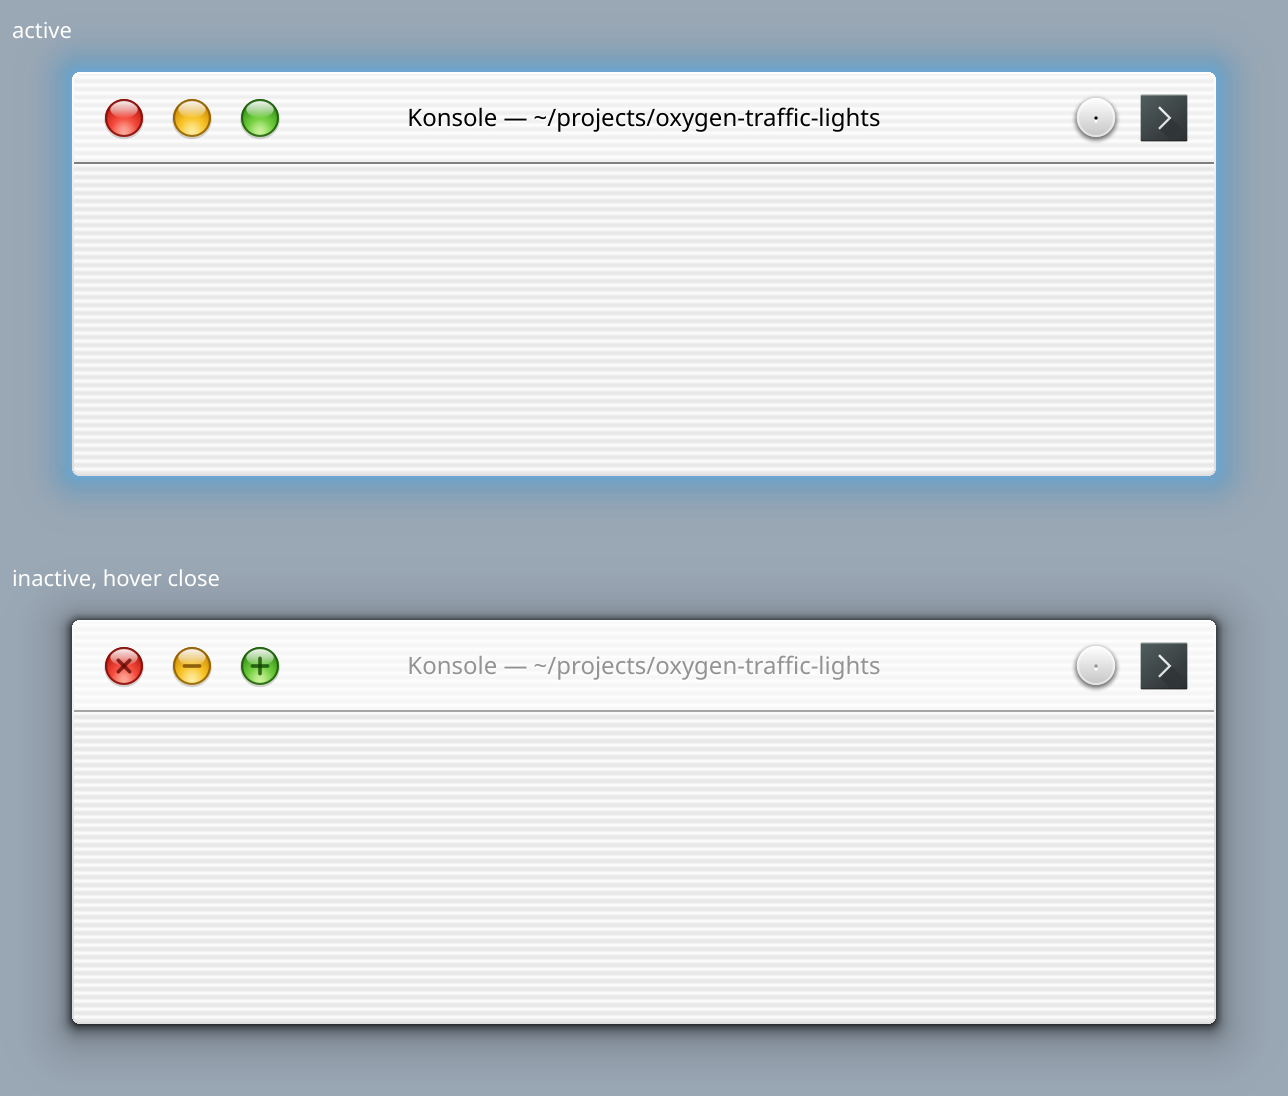 active
Konsole — ~/projects/oxygen-traffic-lights
inactive, hover close
Konsole — ~/projects/oxygen-traffic-lights